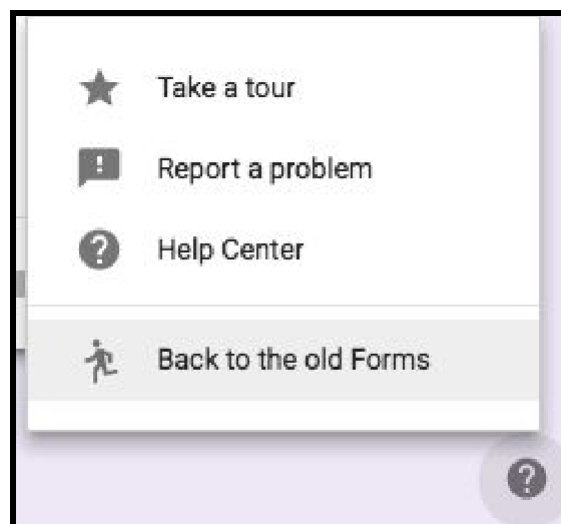 Take a tour
Report a problem
Help Center
Back to the old Forms